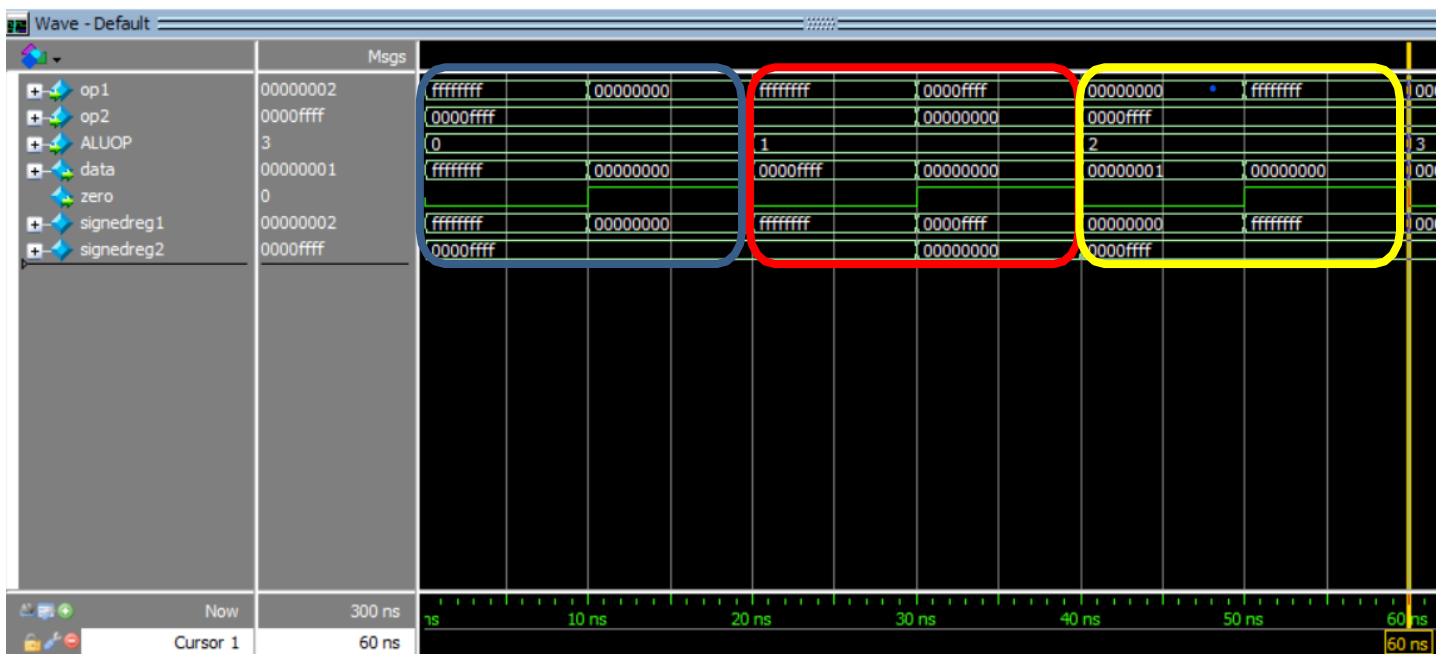 Wave - Default
Msgs
op1 00000002 ffffffff 00000000 ffffffff 0000ffff 00000000 ffffffff 000
op2 0000ffff 0000ffff 00000000 0000ffff
ALUOP 3 0 1 2 3
data 00000001 ffffffff 00000000 0000ffff 00000000 00000001 00000000 000
zero 0
signedreg1 00000002 ffffffff 00000000 ffffffff 0000ffff 00000000 ffffffff 000
signedreg2 0000ffff 0000ffff 00000000 0000ffff
Now 300 ns ns 10 ns 20 ns 30 ns 40 ns 50 ns 60 ns
Cursor 1 60 ns 60 ns